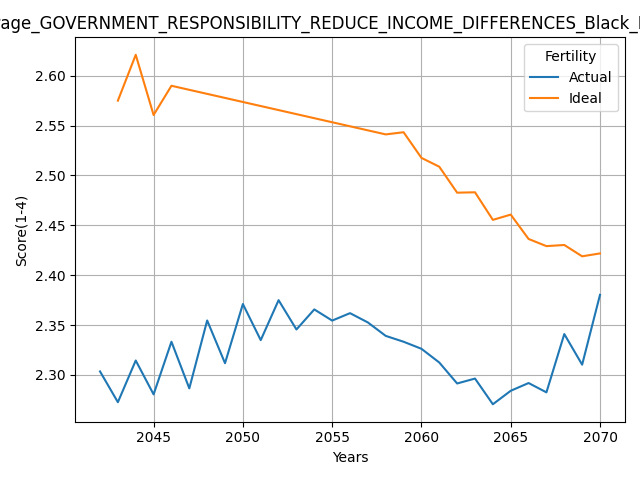 GOVERNMENT_RESPONSIBILITY_REDUCE_INCOME_DIFFERENCES_Black_
Fertility
Actual
Ideal
2.60
2.55
2.50
2.45
2.40
2.35
2.30
Score(1-4)
2045 2050 2055 2060 2065 2070
Years